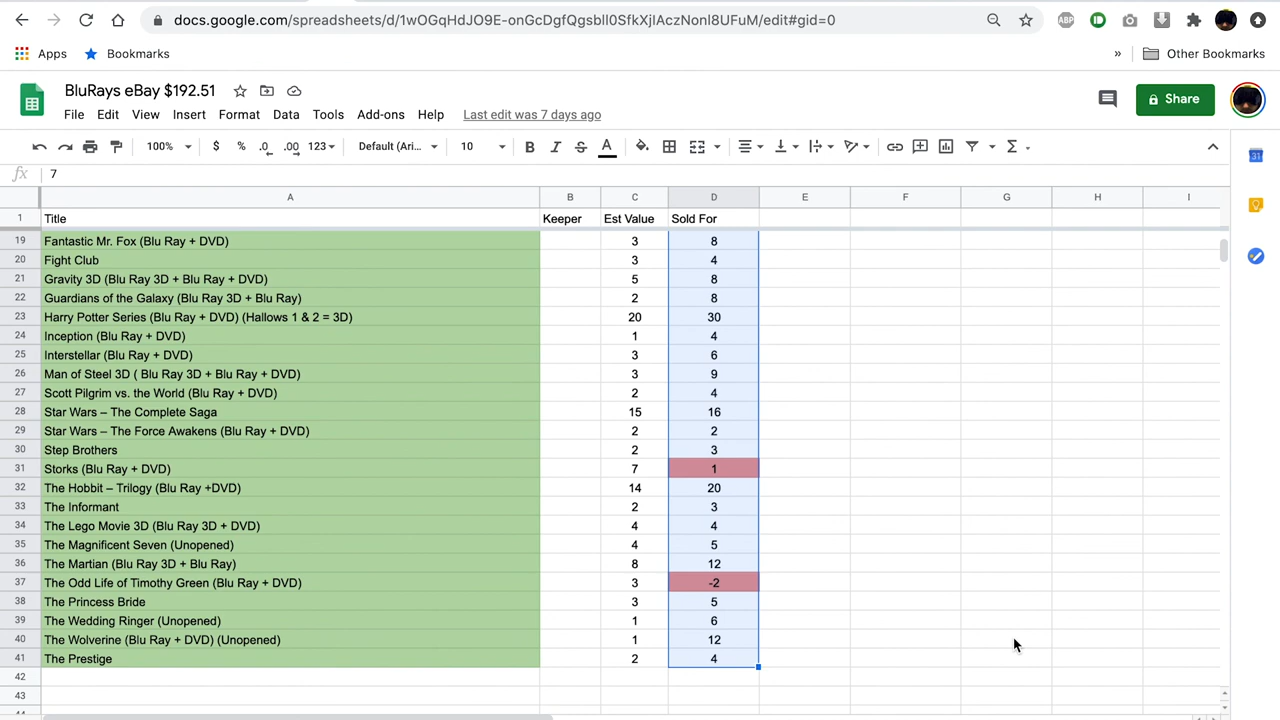 docs.google.com/spreadsheets/d/1wOGqHdJO9E-onGcDgfQgsbll0SfkXjIAczNonl8UFuM/edit#gid=0
ABP
Apps Bookmarks » Other Bookmarks
BluRays eBay $192.51
File Edit View Insert Format Data Tools Add-ons Help Last edit was 7 days ago
Share
100% $ % .0 .00 123 Default (Ari... 10 B I S A Σ
31
fx 7
A B C D E F G H I
1 Title Keeper Est Value Sold For
19 Fantastic Mr. Fox (Blu Ray + DVD) 3 8
20 Fight Club 3 4
21 Gravity 3D (Blu Ray 3D + Blu Ray + DVD) 5 8
22 Guardians of the Galaxy (Blu Ray 3D + Blu Ray) 2 8
23 Harry Potter Series (Blu Ray + DVD) (Hallows 1 & 2 = 3D) 20 30
24 Inception (Blu Ray + DVD) 1 4
25 Interstellar (Blu Ray + DVD) 3 6
26 Man of Steel 3D ( Blu Ray 3D + Blu Ray + DVD) 3 9
27 Scott Pilgrim vs. the World (Blu Ray + DVD) 2 4
28 Star Wars – The Complete Saga 15 16
29 Star Wars – The Force Awakens (Blu Ray + DVD) 2 2
30 Step Brothers 2 3
31 Storks (Blu Ray + DVD) 7 1
32 The Hobbit – Trilogy (Blu Ray +DVD) 14 20
33 The Informant 2 3
34 The Lego Movie 3D (Blu Ray 3D + DVD) 4 4
35 The Magnificent Seven (Unopened) 4 5
36 The Martian (Blu Ray 3D + Blu Ray) 8 12
37 The Odd Life of Timothy Green (Blu Ray + DVD) 3 -2
38 The Princess Bride 3 5
39 The Wedding Ringer (Unopened) 1 6
40 The Wolverine (Blu Ray + DVD) (Unopened) 1 12
41 The Prestige 2 4
42
43